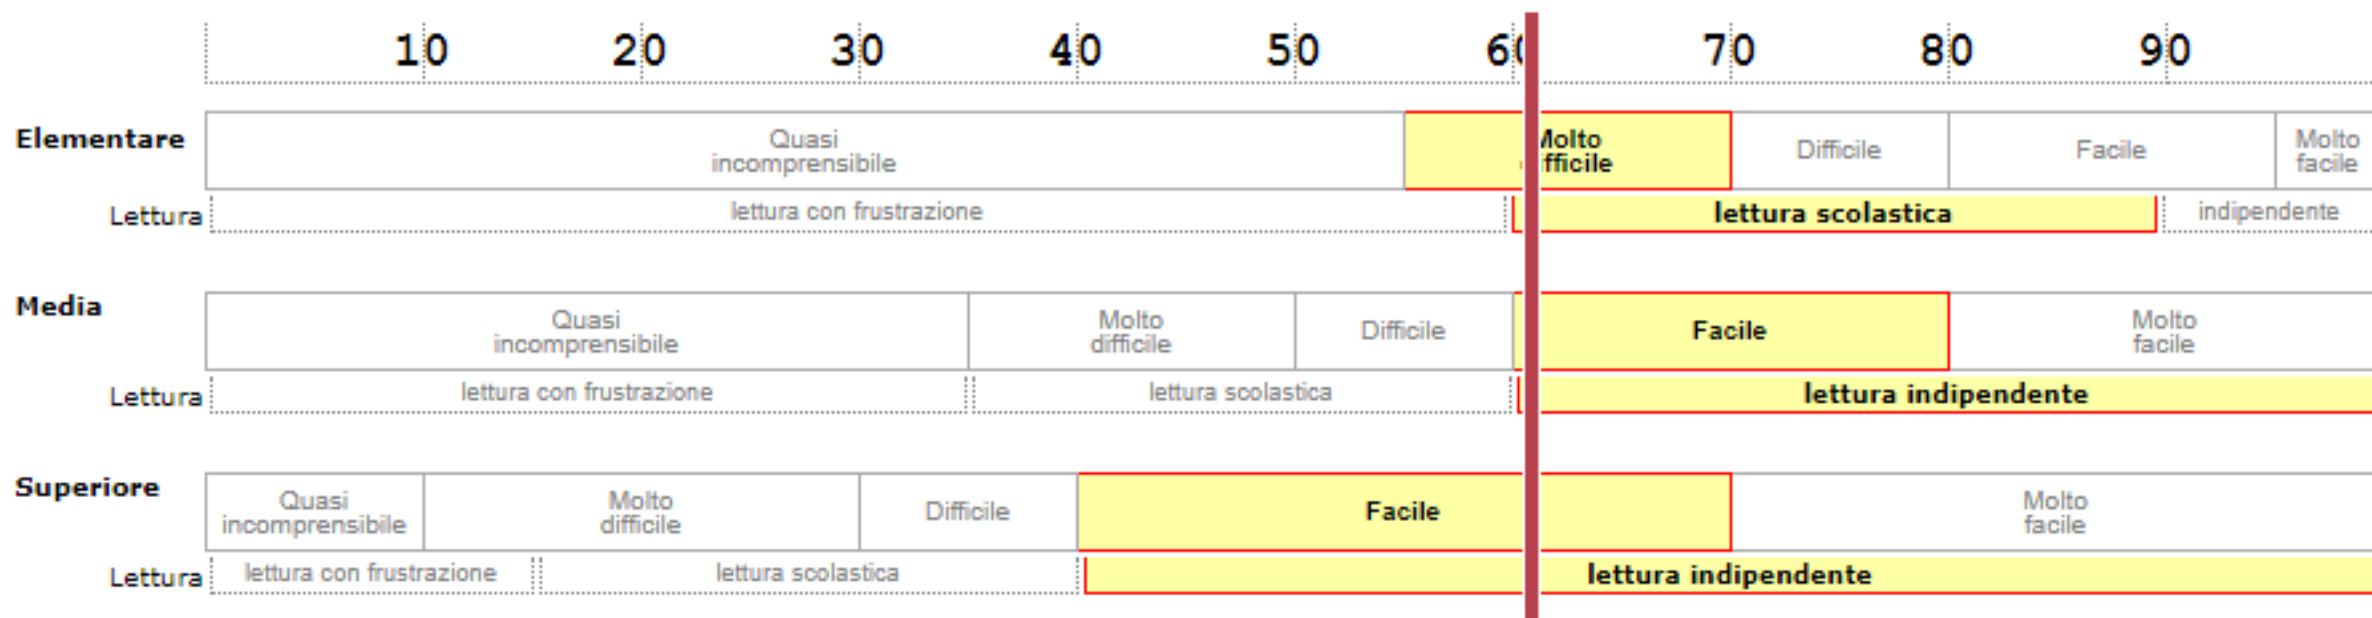 10 20 30 40 50 60 70 80 90
Elementare
Quasi
incomprensibile
Molto
difficile
Difficile
Facile
Molto
facile
Lettura
lettura con frustrazione
lettura scolastica
indipendente
Media
Quasi
incomprensibile
Molto
difficile
Difficile
Facile
Molto
facile
Lettura
lettura con frustrazione
lettura scolastica
lettura indipendente
Superiore
Quasi
incomprensibile
Molto
difficile
Difficile
Facile
Molto
facile
Lettura
lettura con frustrazione
lettura scolastica
lettura indipendente